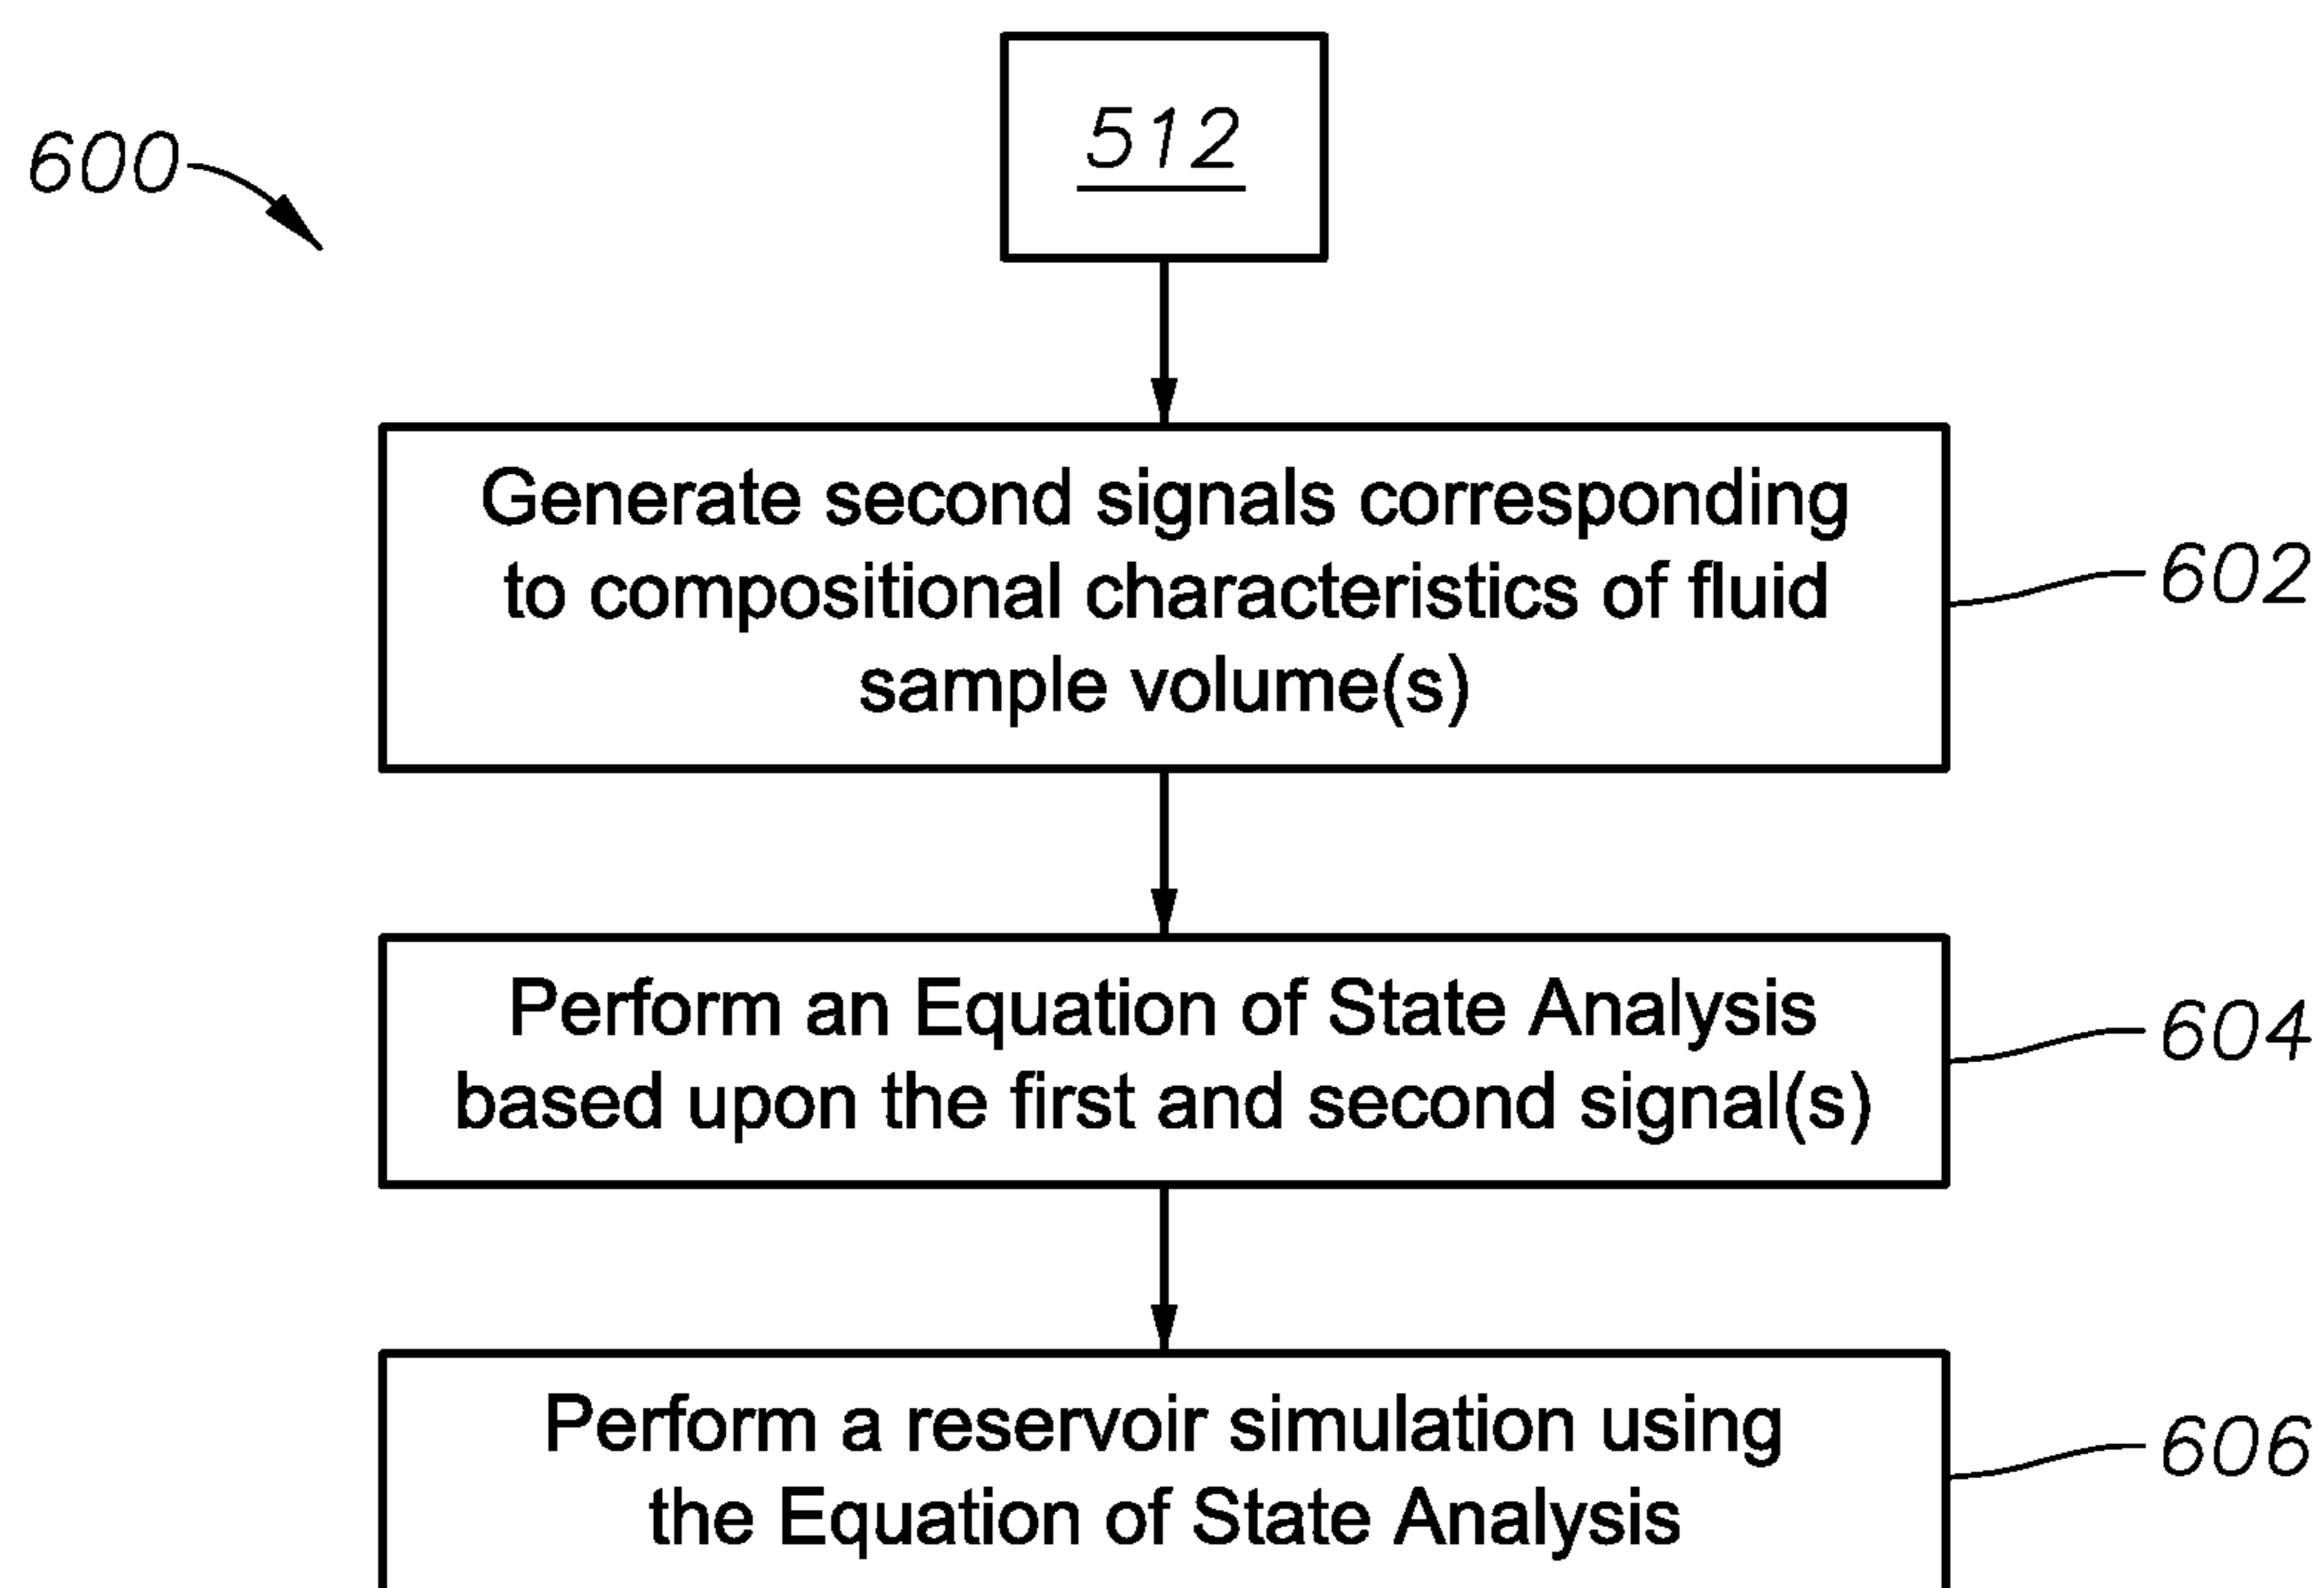 512
600
Generate second signals corresponding
to compositional characteristics of fluid
sample volume(s)
602
Perform an Equation of State Analysis
based upon the first and second signal(s)
604
Perform a reservoir simulation using
the Equation of State Analysis
606